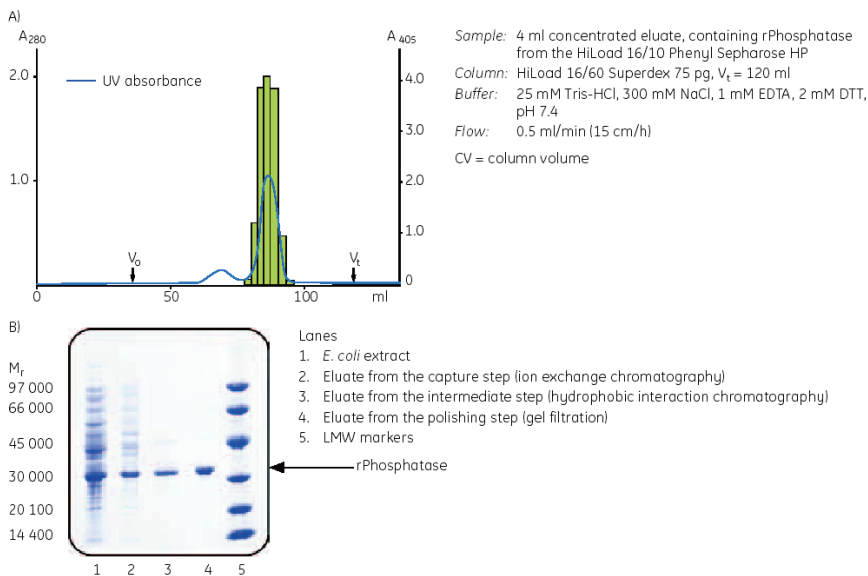 A)
A280
A405
2.0
4.0
UV absorbance
3.0
1.0
2.0
1.0
Vo
Vt
0
0
50
100
ml
Sample: 4 ml concentrated eluate, containing rPhosphatase
from the HiLoad 16/10 Phenyl Sepharose HP
Column: HiLoad 16/60 Superdex 75 pg, Vt = 120 ml
Buffer: 25 mM Tris-HCl, 300 mM NaCl, 1 mM EDTA, 2 mM DTT,
pH 7.4
Flow: 0.5 ml/min (15 cm/h)
CV = column volume
B)
Mr
97 000
66 000
45 000
30 000
20 100
14 400
1 2 3 4 5
Lanes
1. E. coli extract
2. Eluate from the capture step (ion exchange chromatography)
3. Eluate from the intermediate step (hydrophobic interaction chromatography)
4. Eluate from the polishing step (gel filtration)
5. LMW markers
rPhosphatase